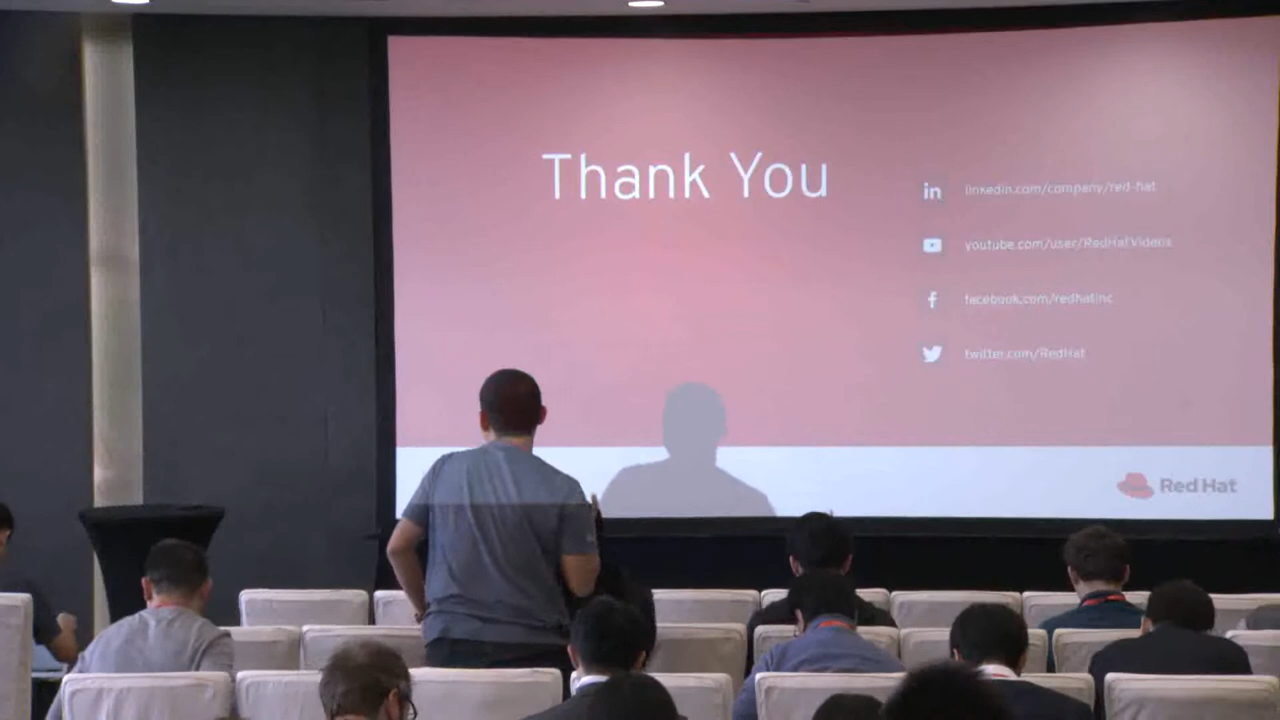 Thank You
in
linkedin.com/company/red-hat
youtube.com/user/RedHatVideos
f
facebook.com/redhatinc
twitter.com/RedHat
Red Hat